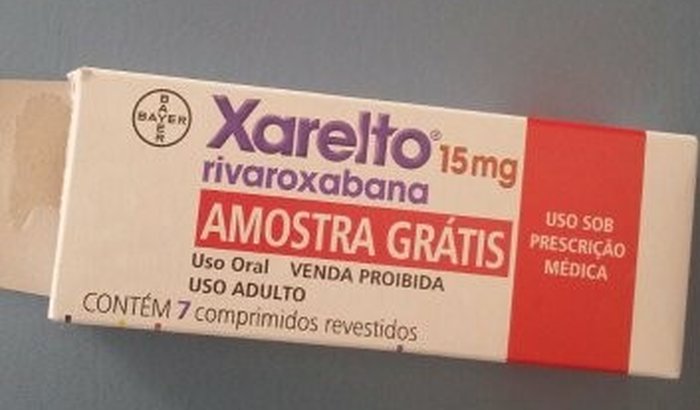 BAYER
BAYER
Xarelto® 15 mg
rivaroxabana
AMOSTRA GRÁTIS
Uso Oral VENDA PROIBIDA
USO ADULTO
CONTÉM 7 comprimidos revestidos
USO SOB
PRESCRIÇÃO
MÉDICA